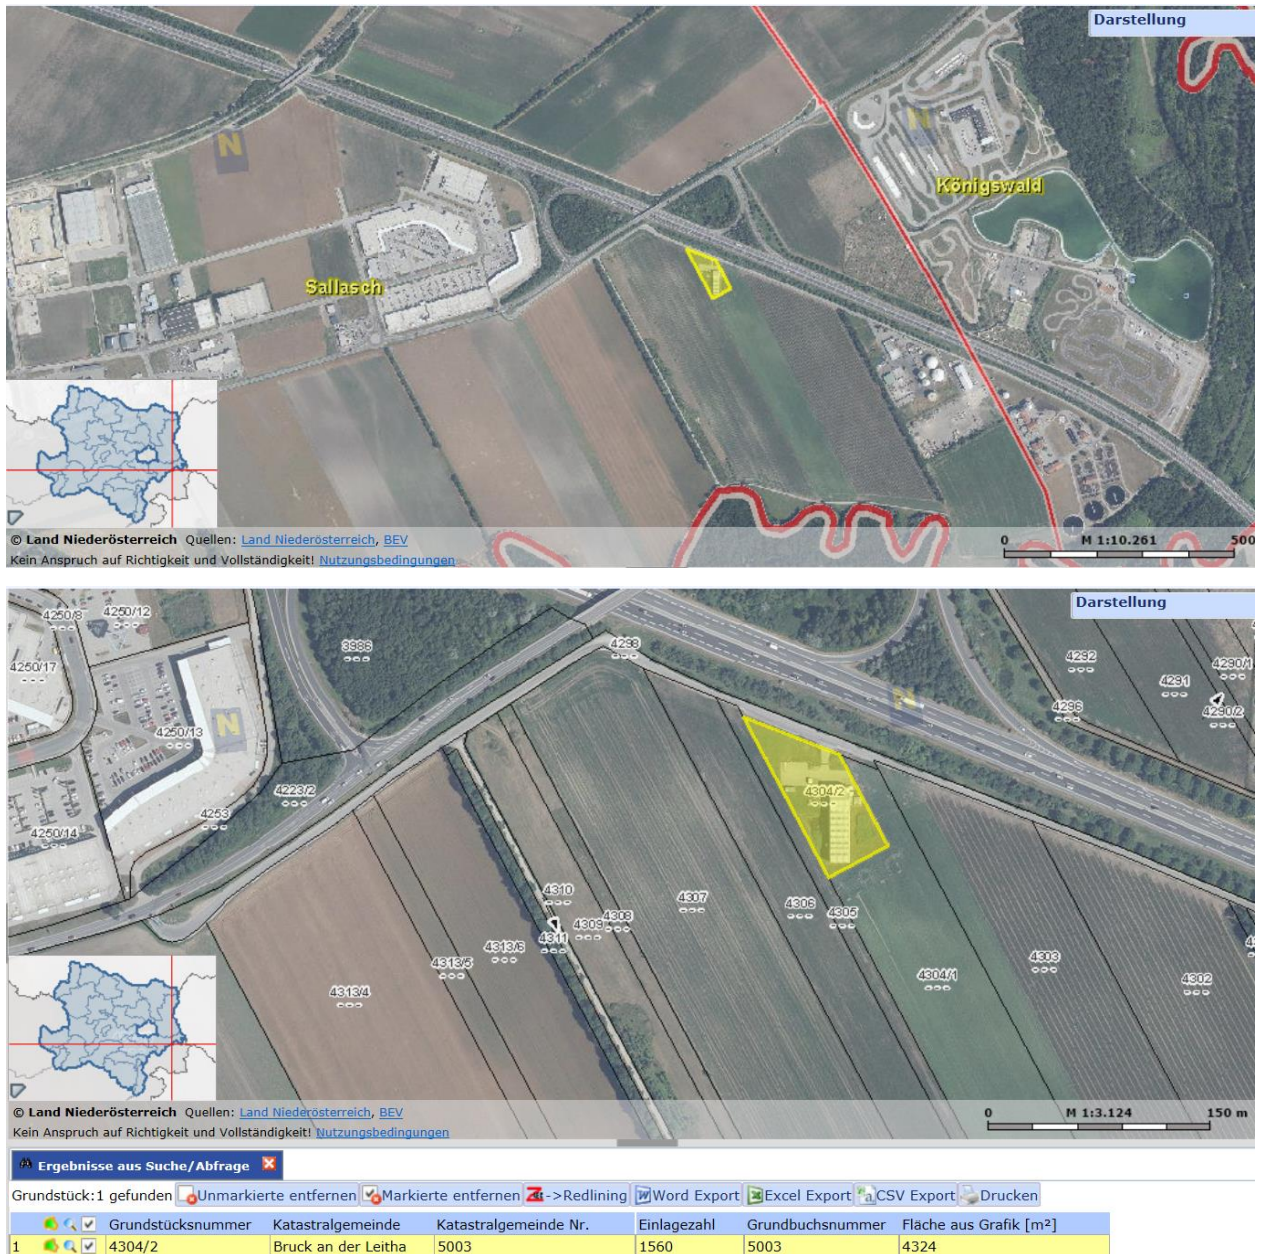 Darstellung
N
N
Königswald
Sallasch
© Land Niederösterreich Quellen: Land Niederösterreich, BEV
Kein Anspruch auf Richtigkeit und Vollständigkeit! Nutzungsbedingungen
0 M 1:10.261 500
Darstellung
4250/8 4250/12
3986
4298
4292
4290/1
4250/17
4291
4296
4290/2
N
N
4250/13
4223/2
4304/2
4253
4250/14
4310
4307
4306
4305
4309
4308
4311
4313/6
4313/5
4303
4304/1
4302
4313/4
© Land Niederösterreich Quellen: Land Niederösterreich, BEV
Kein Anspruch auf Richtigkeit und Vollständigkeit! Nutzungsbedingungen
0 M 1:3.124 150 m
Ergebnisse aus Suche/Abfrage
Grundstück:1 gefunden Unmarkierte entfernen Markierte entfernen ->Redlining Word Export Excel Export CSV Export Drucken
Grundstücksnummer Katastralgemeinde Katastralgemeinde Nr. Einlagezahl Grundbuchsnummer Fläche aus Grafik [m²]
1 4304/2 Bruck an der Leitha 5003 1560 5003 4324